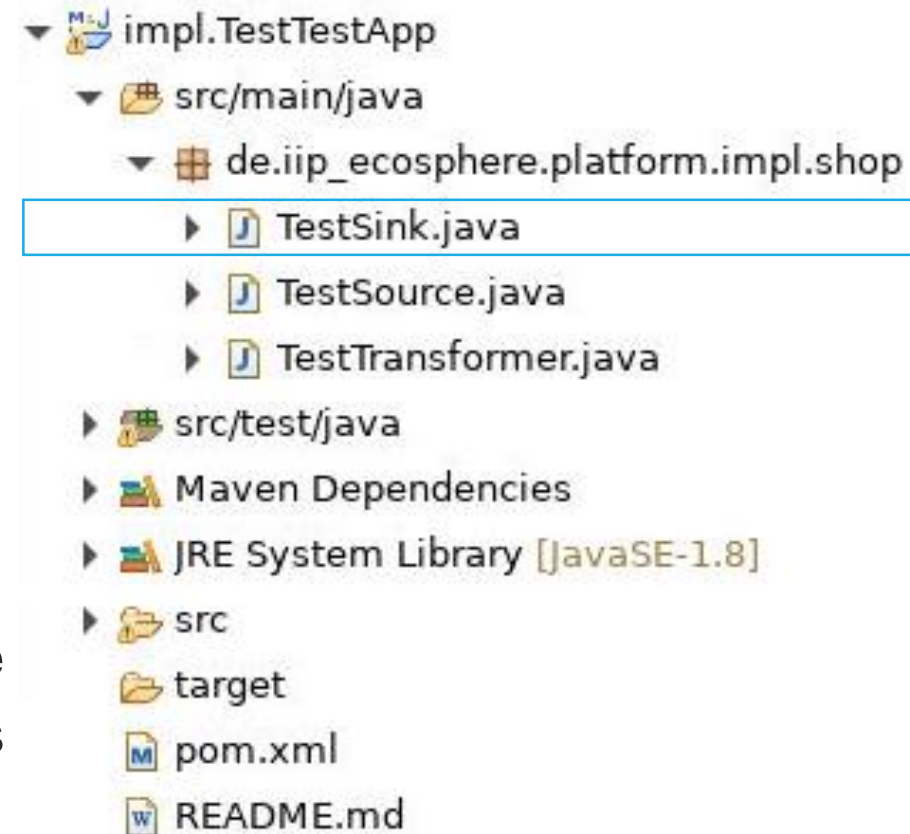 impl.TestTestApp
src/main/java
de.iip_ecosphere.platform.impl.shop
TestSink.java
TestSource.java
TestTransformer.java
src/test/java
Maven Dependencies
JRE System Library [JavaSE-1.8]
src
target
pom.xml
README.md